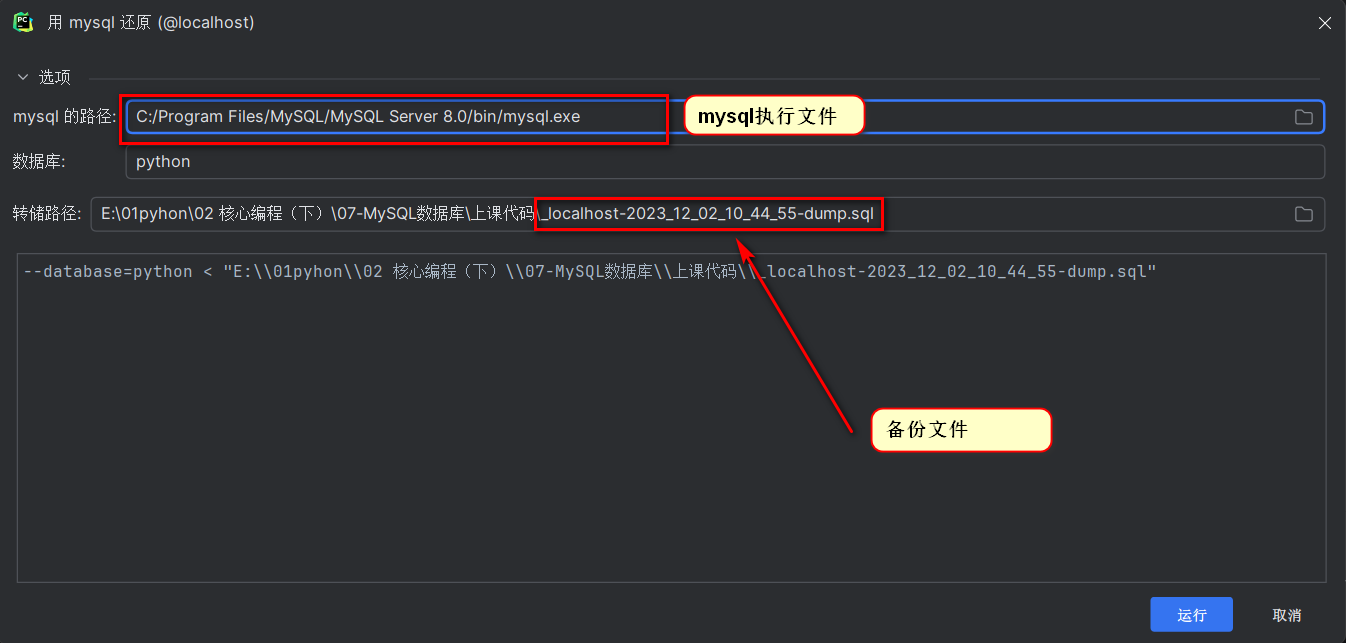 用 mysql 还原 (@localhost)
选项
mysql 的路径: C:/Program Files/MySQL/MySQL Server 8.0/bin/mysql.exe mysql执行文件
数据库: python
转储路径: E:\01pyhon\02 核心编程（下）\07-MySQL数据库\上课代码\_localhost-2023_12_02_10_44_55-dump.sql
--database=python < "E:\\01pyhon\\02 核心编程（下）\\07-MySQL数据库\\上课代码\\_localhost-2023_12_02_10_44_55-dump.sql"
备份文件
运行 取消